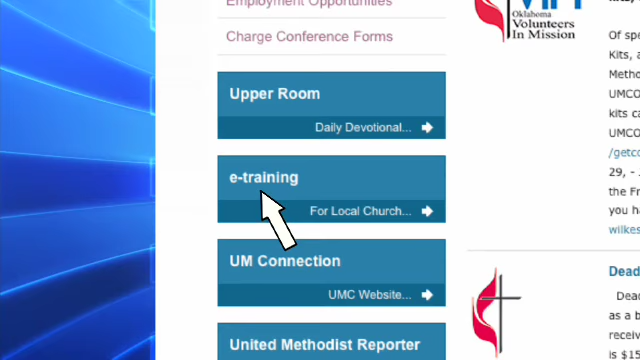 Employment Opportunities
Charge Conference Forms
Upper Room
Daily Devotional...
e-training
For Local Church...
UM Connection
UMC Website...
United Methodist Reporter
Oklahoma
Volunteers
In Mission
Of spe
Kits, a
Metho
UMCO
kits ca
UMCO
/getco
29, -
the Fr
you ha
wilkes
Dead
Dead
as a b
receiv
is $15